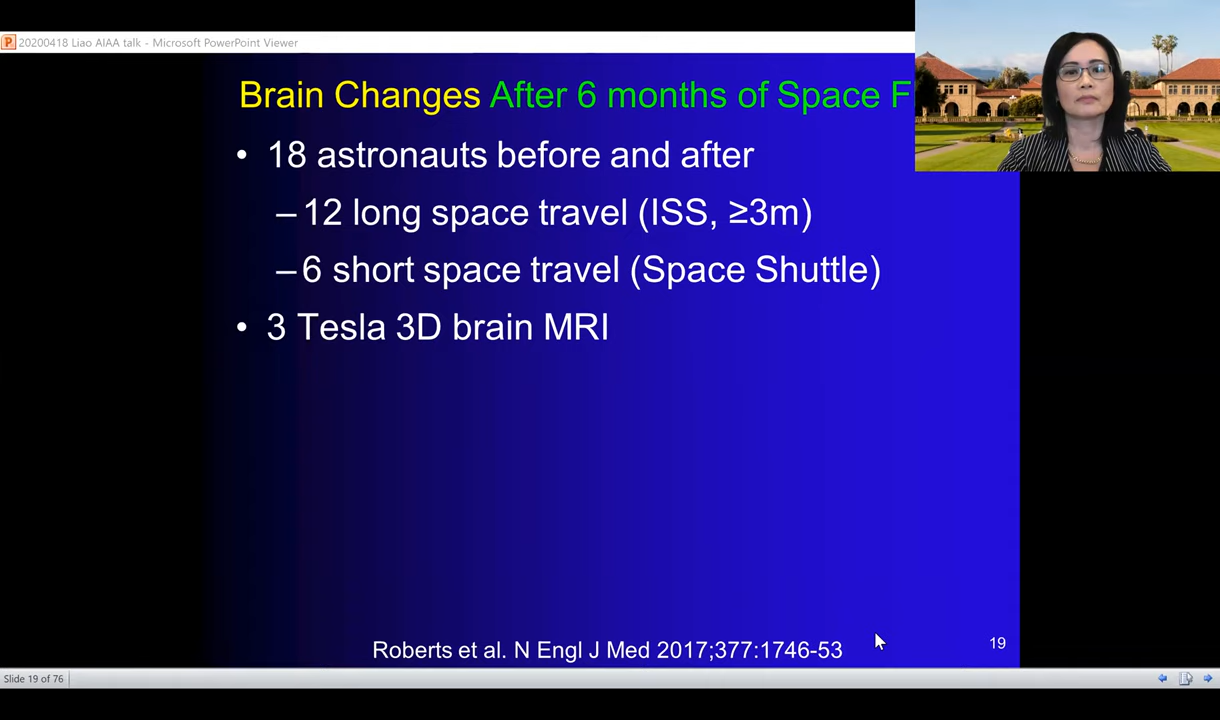 20200418 Liao AIAA talk - Microsoft PowerPoint Viewer
Brain Changes After 6 months of Space F
• 18 astronauts before and after
– 12 long space travel (ISS, ≥3m)
– 6 short space travel (Space Shuttle)
• 3 Tesla 3D brain MRI
Roberts et al. N Engl J Med 2017;377:1746-53
19
Slide 19 of 76